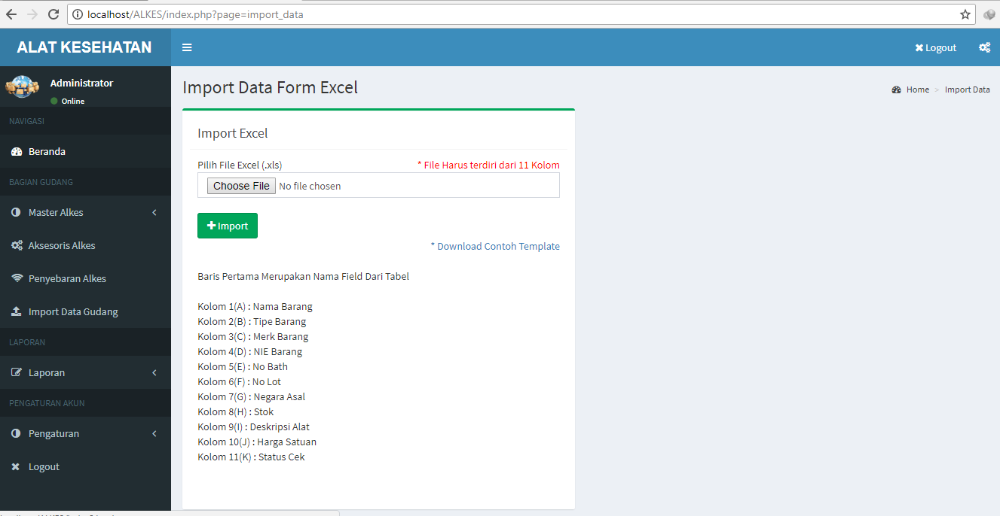 localhost/ALKES/index.php?page=import_data
ALAT KESEHATAN
Logout
Administrator
Online
NAVIGASI
Beranda
BAGIAN GUDANG
Master Alkes
Aksesoris Alkes
Penyebaran Alkes
Import Data Gudang
LAPORAN
Laporan
PENGATURAN AKUN
Pengaturan
Logout
Import Data Form Excel
Home > Import Data
Import Excel
Pilih File Excel (.xls)
* File Harus terdiri dari 11 Kolom
Choose File No file chosen
Import
* Download Contoh Template
Baris Pertama Merupakan Nama Field Dari Tabel
Kolom 1(A) : Nama Barang
Kolom 2(B) : Tipe Barang
Kolom 3(C) : Merk Barang
Kolom 4(D) : NIE Barang
Kolom 5(E) : No Bath
Kolom 6(F) : No Lot
Kolom 7(G) : Negara Asal
Kolom 8(H) : Stok
Kolom 9(I) : Deskripsi Alat
Kolom 10(J) : Harga Satuan
Kolom 11(K) : Status Cek